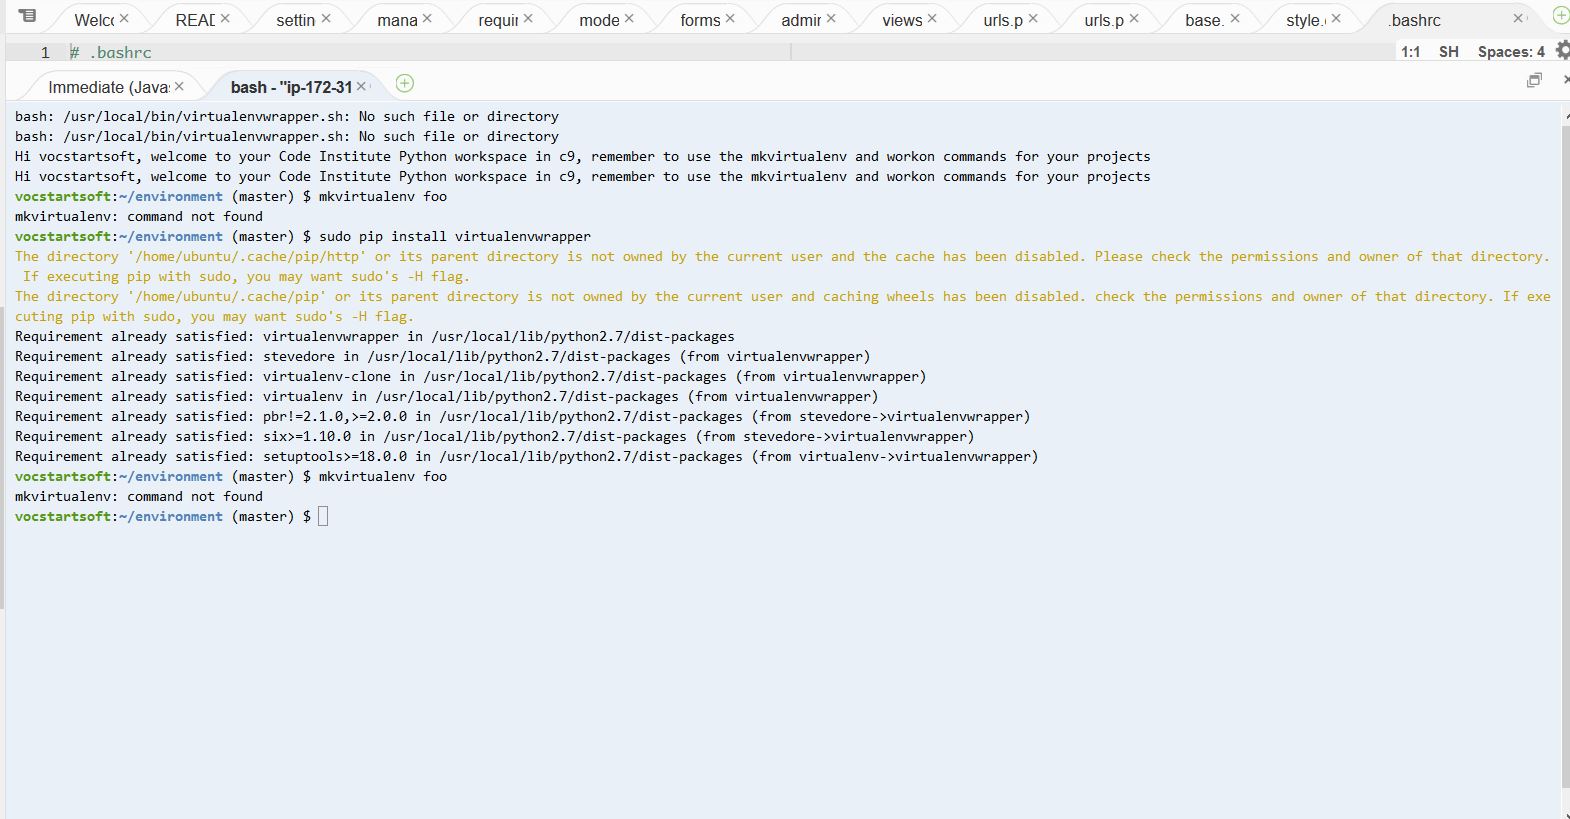 Welc READ settin mana requir mode forms admir views urls.p urls.p base. style. .bashrc
1 # .bashrc 1:1 SH Spaces: 4
Immediate (Java: bash - "ip-172-31
bash: /usr/local/bin/virtualenvwrapper.sh: No such file or directory
bash: /usr/local/bin/virtualenvwrapper.sh: No such file or directory
Hi vocstartsoft, welcome to your Code Institute Python workspace in c9, remember to use the mkvirtualenv and workon commands for your projects
Hi vocstartsoft, welcome to your Code Institute Python workspace in c9, remember to use the mkvirtualenv and workon commands for your projects
vocstartsoft:~/environment (master) $ mkvirtualenv foo
mkvirtualenv: command not found
vocstartsoft:~/environment (master) $ sudo pip install virtualenvwrapper
The directory '/home/ubuntu/.cache/pip/http' or its parent directory is not owned by the current user and the cache has been disabled. Please check the permissions and owner of that directory.
If executing pip with sudo, you may want sudo's -H flag.
The directory '/home/ubuntu/.cache/pip' or its parent directory is not owned by the current user and caching wheels has been disabled. check the permissions and owner of that directory. If exe
cuting pip with sudo, you may want sudo's -H flag.
Requirement already satisfied: virtualenvwrapper in /usr/local/lib/python2.7/dist-packages
Requirement already satisfied: stevedore in /usr/local/lib/python2.7/dist-packages (from virtualenvwrapper)
Requirement already satisfied: virtualenv-clone in /usr/local/lib/python2.7/dist-packages (from virtualenvwrapper)
Requirement already satisfied: virtualenv in /usr/local/lib/python2.7/dist-packages (from virtualenvwrapper)
Requirement already satisfied: pbr!=2.1.0,>=2.0.0 in /usr/local/lib/python2.7/dist-packages (from stevedore->virtualenvwrapper)
Requirement already satisfied: six>=1.10.0 in /usr/local/lib/python2.7/dist-packages (from stevedore->virtualenvwrapper)
Requirement already satisfied: setuptools>=18.0.0 in /usr/local/lib/python2.7/dist-packages (from virtualenv->virtualenvwrapper)
vocstartsoft:~/environment (master) $ mkvirtualenv foo
mkvirtualenv: command not found
vocstartsoft:~/environment (master) $